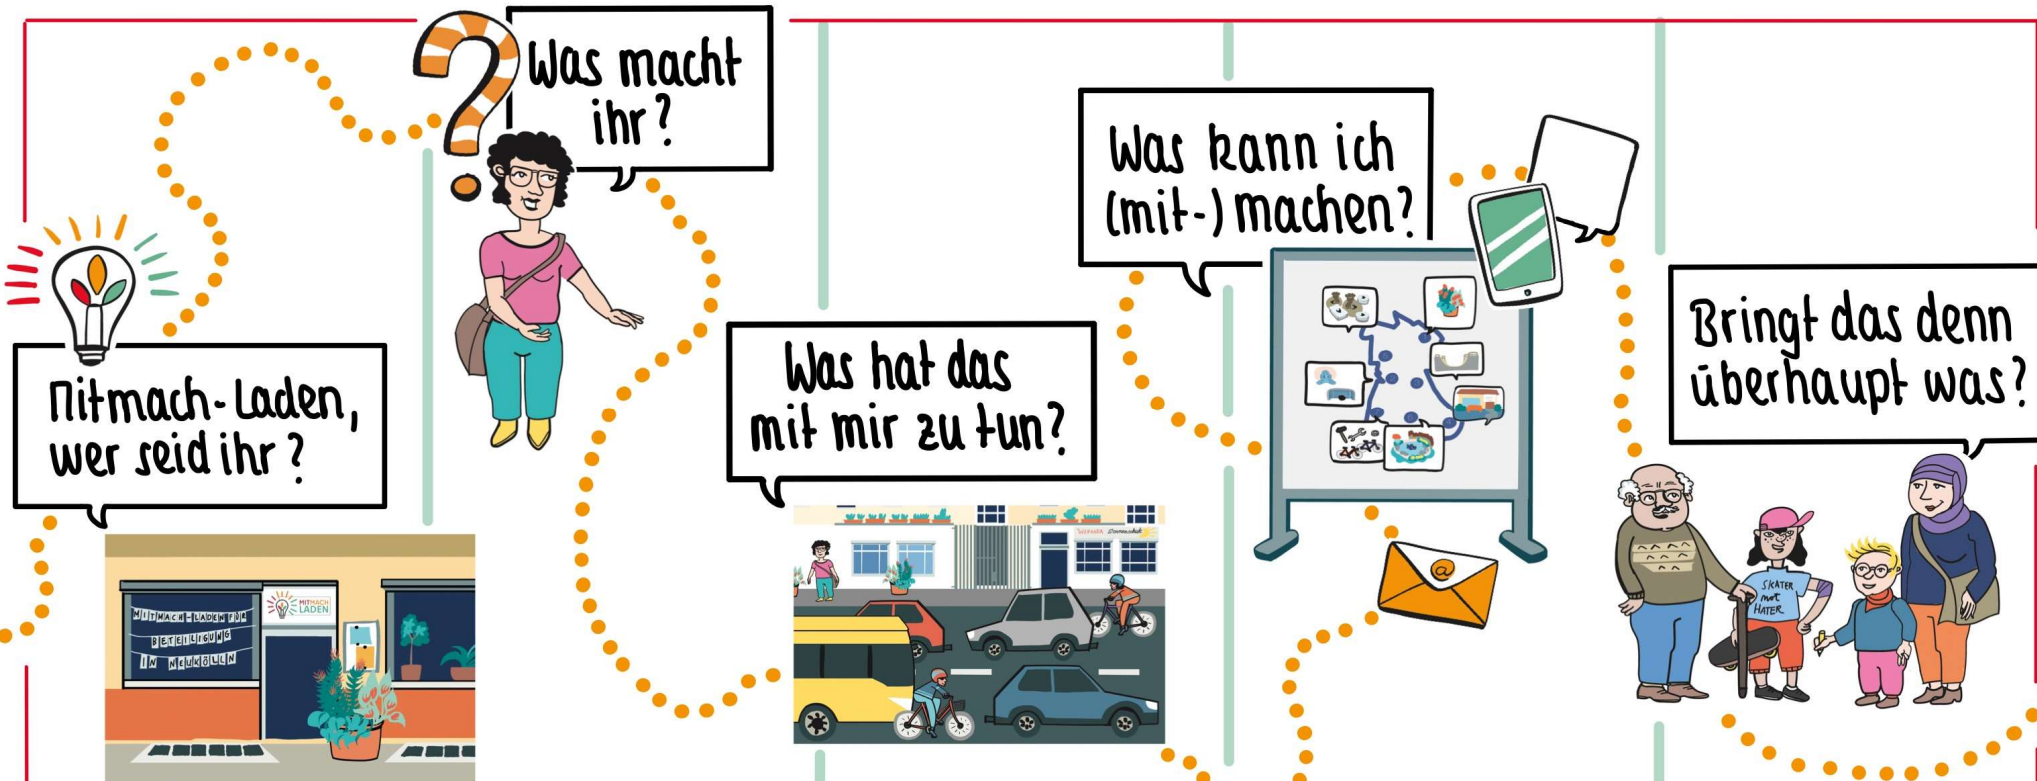 Was macht
ihr?
Was kann ich
(mit-) machen?
Bringt das denn
überhaupt was?
Was hat das
mit mir zu tun?
Mitmach-Laden,
wer seid ihr?
MITMACH-LADEN FÜR
BETEILIGUNG
IN NEUKÖLLN
MITMACH
LADEN
@
SKATER
not
HATER